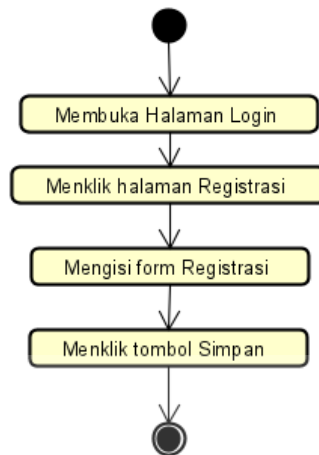 Membuka Halaman Login
Menklik halaman Registrasi
Mengisi form Registrasi
Menklik tombol Simpan